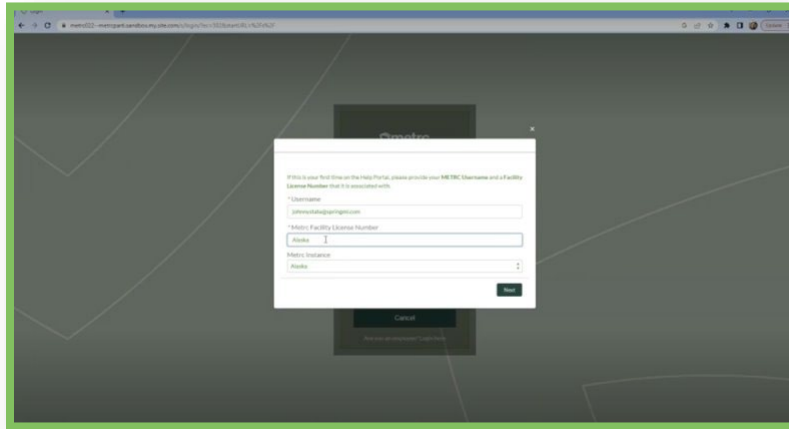 metrc
If this is your first time on the Help Portal, please provide your METRC Username and a Facility
License Number that it is associated with.
*Username
*Metrc Facility License Number
Alaska
Metrc Instance
Alaska
Next
Cancel